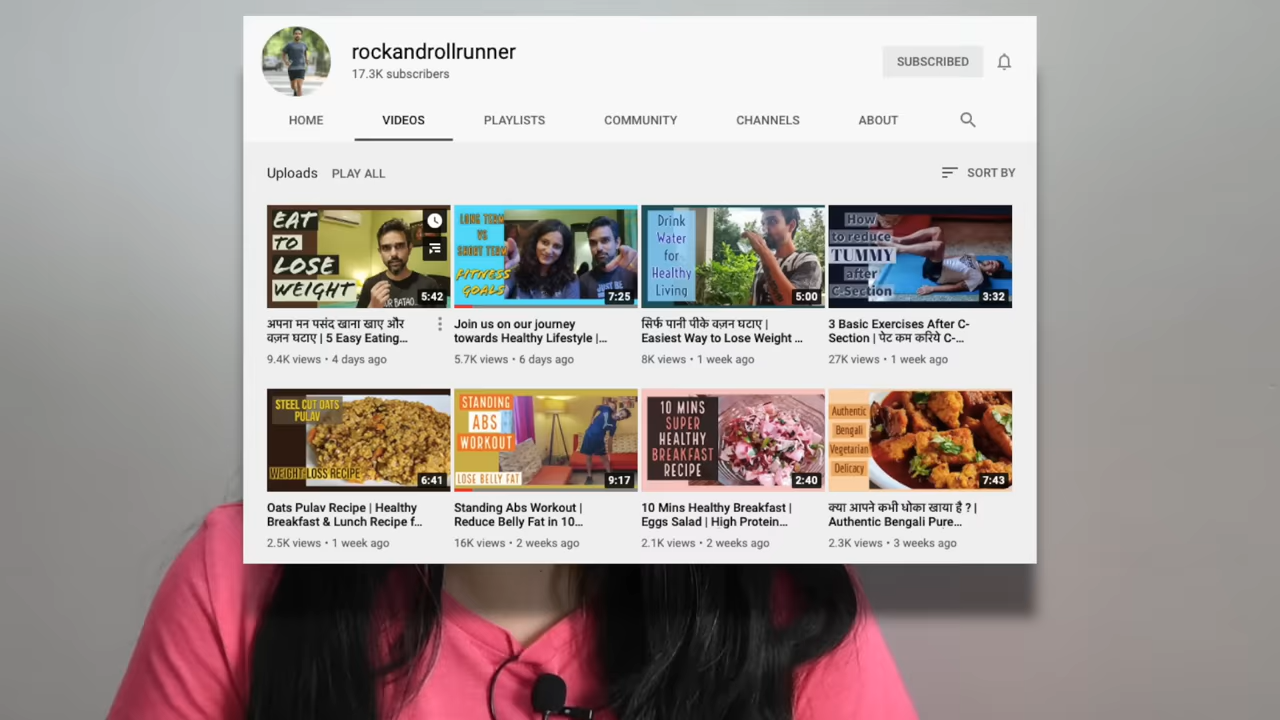 rockandrollrunner
17.3K subscribers
SUBSCRIBED
HOME
VIDEOS
PLAYLISTS
COMMUNITY
CHANNELS
ABOUT
Uploads
PLAY ALL
SORT BY
EAT
TO
LOSE
WEIGHT
5:42
LONG TERM
VS
SHORT TERM
FITNESS
GOALS
7:25
Drink
Water
for
Healthy
Living
5:00
How
to reduce
TUMMY
after
C-Section
3:32
अपना मन पसंद खाना खाए और
वज़न घटाए | 5 Easy Eating...
9.4K views • 4 days ago
Join us on our journey
towards Healthy Lifestyle |...
5.7K views • 6 days ago
सिर्फ पानी पीके वज़न घटाए |
Easiest Way to Lose Weight ...
8K views • 1 week ago
3 Basic Exercises After C-
Section | पेट कम करिये C-...
27K views • 1 week ago
STEEL CUT OATS
PULAV
WEIGHT-LOSS RECIPE
6:41
STANDING
ABS
WORKOUT
LOSE BELLY FAT
9:17
10 MINS
SUPER
HEALTHY
BREAKFAST
RECIPE
2:40
Authentic
Bengali
Vegetarian
Delicacy
7:43
Oats Pulav Recipe | Healthy
Breakfast & Lunch Recipe f...
2.5K views • 1 week ago
Standing Abs Workout |
Reduce Belly Fat in 10...
16K views • 2 weeks ago
10 Mins Healthy Breakfast |
Eggs Salad | High Protein...
2.1K views • 2 weeks ago
क्या आपने कभी धोका खाया है ? |
Authentic Bengali Pure...
2.3K views • 3 weeks ago